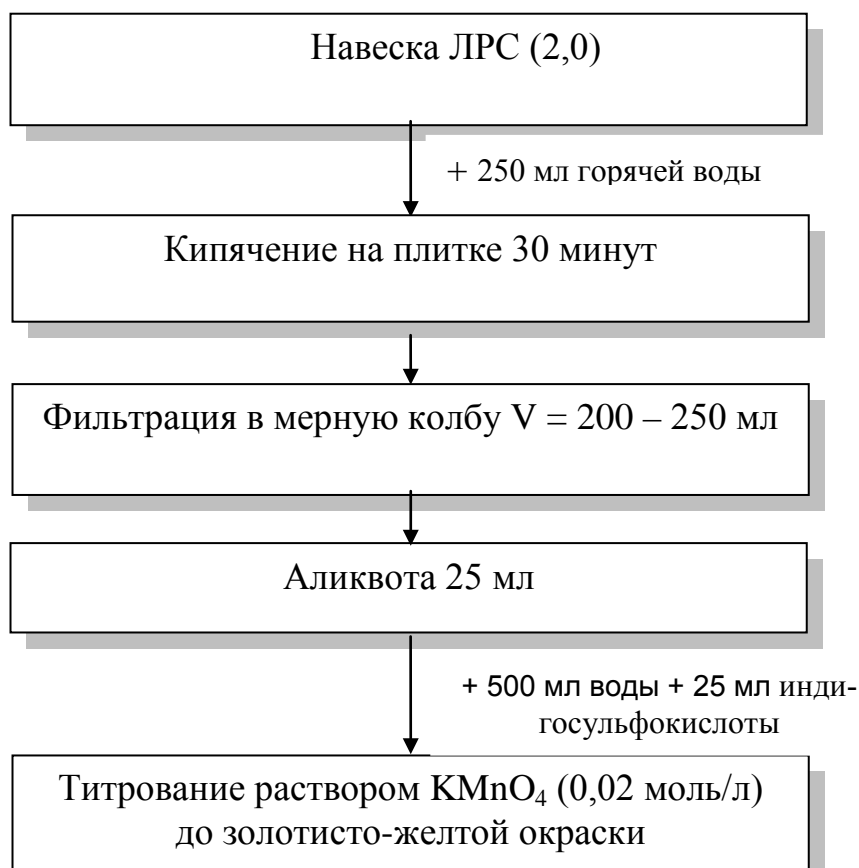 Навеска ЛРС (2,0)
+ 250 мл горячей воды
Кипячение на плитке 30 минут
Фильтрация в мерную колбу V = 200 – 250 мл
Аликвота 25 мл
+ 500 мл воды + 25 мл инди-
госульфокислоты
Титрование раствором KMnO₄ (0,02 моль/л)
до золотисто-желтой окраски